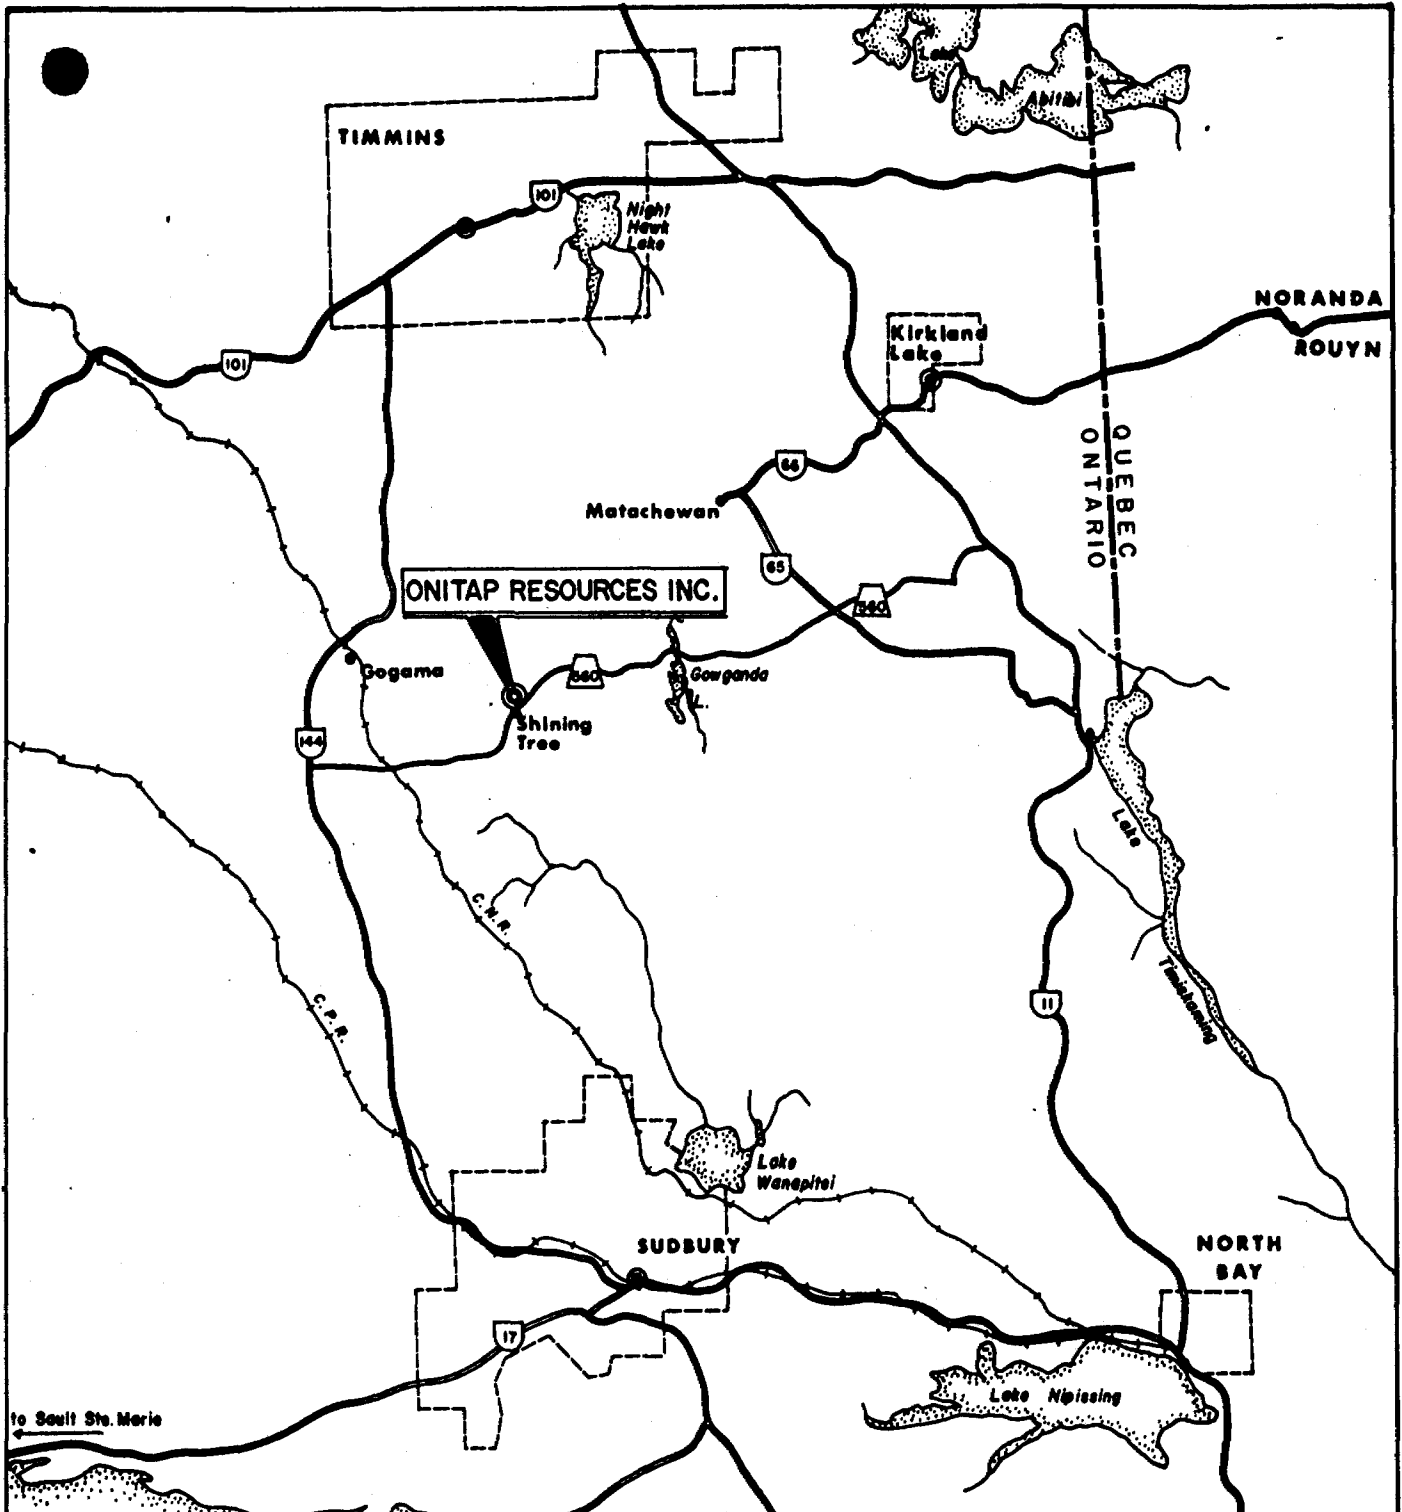 Lake
Abitibi
TIMMINS
101
Night
Hawk
Lake
NORANDA
ROUYN
Kirkland
Lake
101
QUEBEC
ONTARIO
66
Matachewan
65
ONITAP RESOURCES INC.
560
Gogama
560
Gowganda
L.
Shining
Tree
144
Lake
Timiskaming
C.N.R.
C.P.R.
11
Lake
Wanapitei
SUDBURY
NORTH
BAY
17
Lake Nipissing
to Sault Ste. Marie